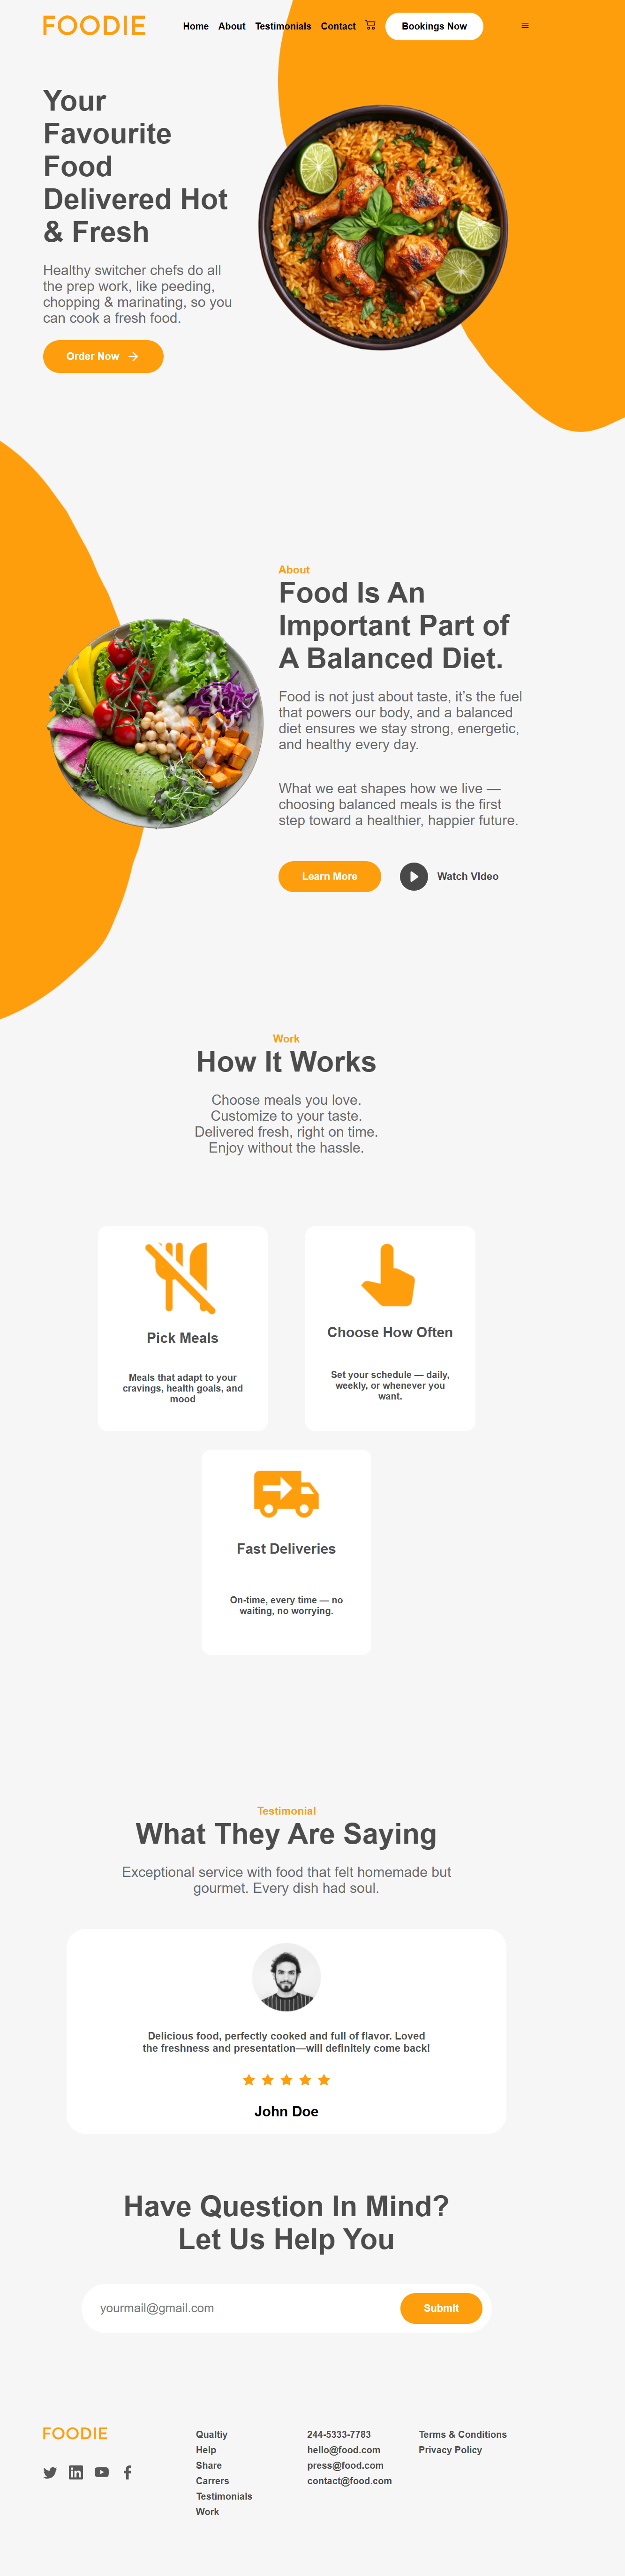 FOODIE
Home About Testimonials Contact Bookings Now
Your
Favourite
Food
Delivered Hot
& Fresh
Healthy switcher chefs do all
the prep work, like peeding,
chopping & marinating, so you
can cook a fresh food.
Order Now
About
Food Is An
Important Part of
A Balanced Diet.
Food is not just about taste, it’s the fuel
that powers our body, and a balanced
diet ensures we stay strong, energetic,
and healthy every day.
What we eat shapes how we live —
choosing balanced meals is the first
step toward a healthier, happier future.
Learn More Watch Video
Work
How It Works
Choose meals you love.
Customize to your taste.
Delivered fresh, right on time.
Enjoy without the hassle.
Pick Meals
Meals that adapt to your
cravings, health goals, and
mood
Choose How Often
Set your schedule — daily,
weekly, or whenever you
want.
Fast Deliveries
On-time, every time — no
waiting, no worrying.
Testimonial
What They Are Saying
Exceptional service with food that felt homemade but
gourmet. Every dish had soul.
Delicious food, perfectly cooked and full of flavor. Loved
the freshness and presentation—will definitely come back!
John Doe
Have Question In Mind?
Let Us Help You
yourmail@gmail.com Submit
FOODIE
Qualtiy
Help
Share
Carrers
Testimonials
Work
244-5333-7783
hello@food.com
press@food.com
contact@food.com
Terms & Conditions
Privacy Policy